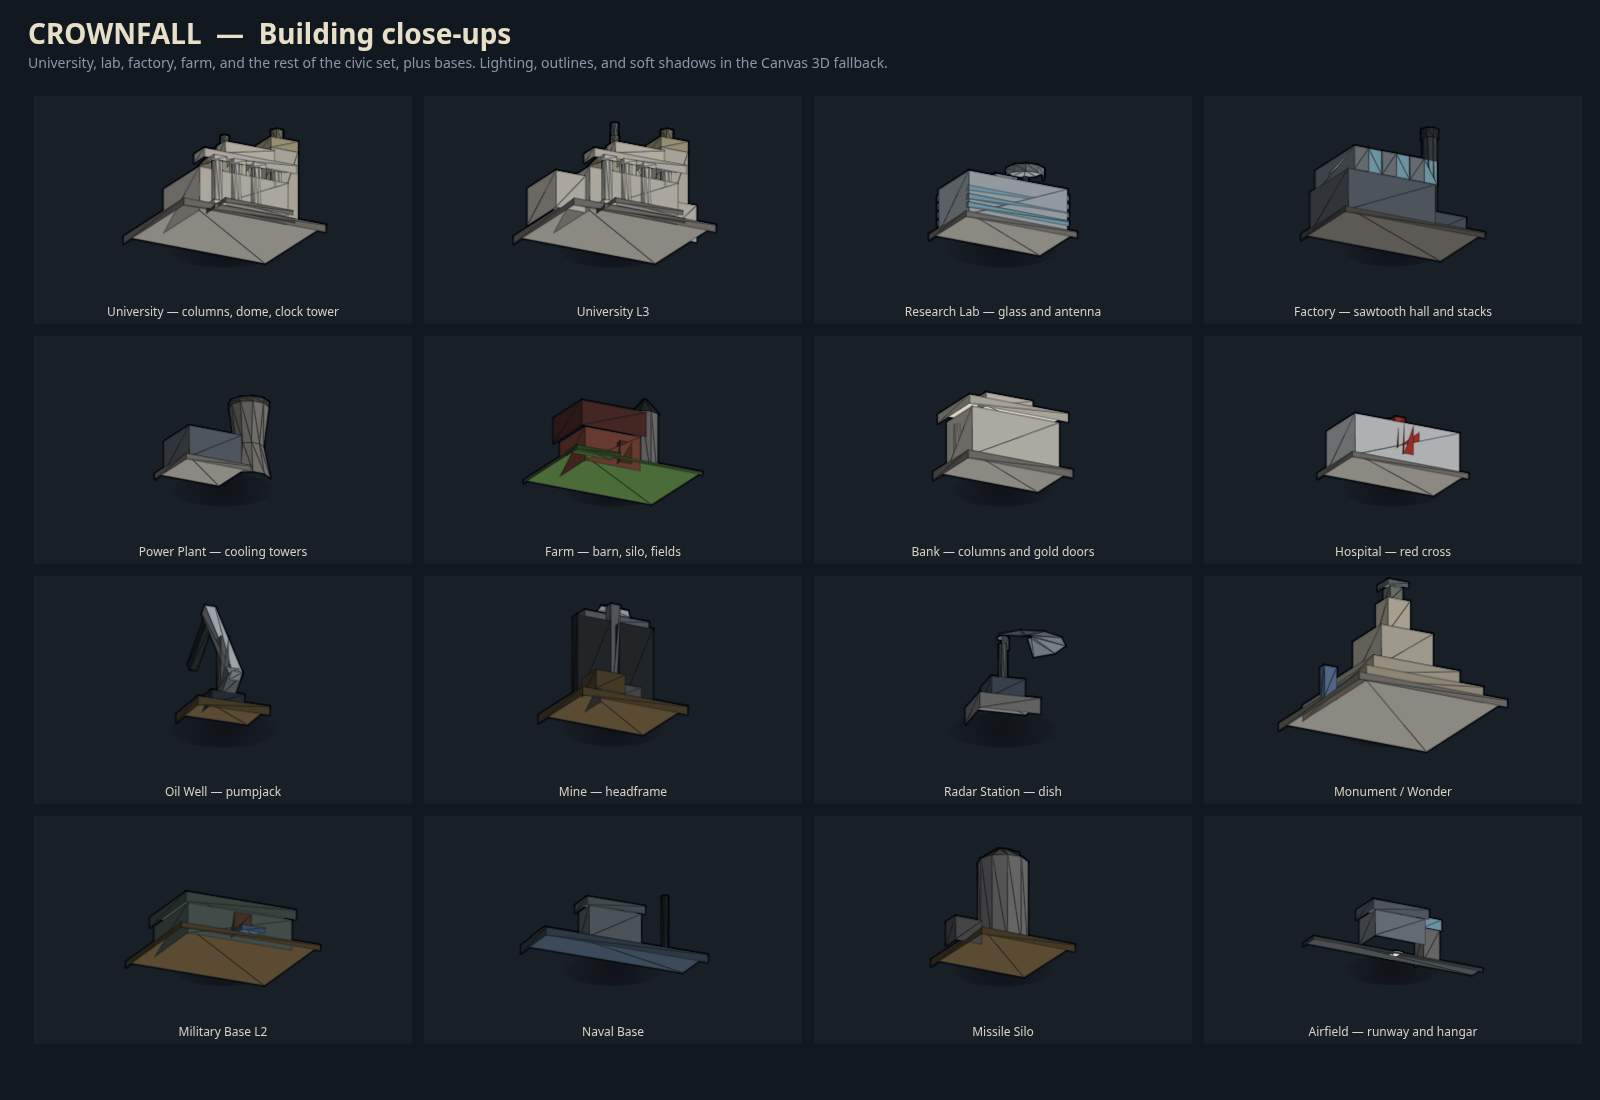 CROWNFALL — Building close-ups
University, lab, factory, farm, and the rest of the civic set, plus bases. Lighting, outlines, and soft shadows in the Canvas 3D fallback.
University — columns, dome, clock tower
University L3
Research Lab — glass and antenna
Factory — sawtooth hall and stacks
Power Plant — cooling towers
Farm — barn, silo, fields
Bank — columns and gold doors
Hospital — red cross
Oil Well — pumpjack
Mine — headframe
Radar Station — dish
Monument / Wonder
Military Base L2
Naval Base
Missile Silo
Airfield — runway and hangar